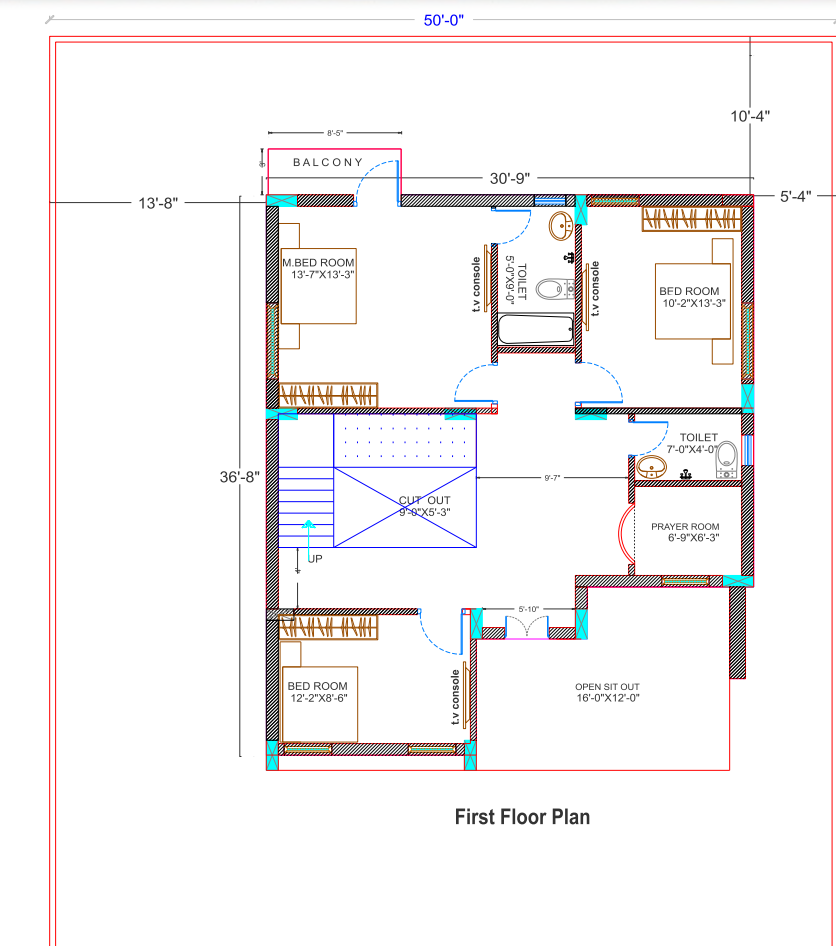 50'-0"
10'-4"
8'-5"
3'
BALCONY
30'-9"
13'-8"
5'-4"
M.BED ROOM
13'-7"X13'-3"
t.v console
TOILET
5'-0"X9'-0"
t.v console
BED ROOM
10'-2"X13'-3"
TOILET
7'-0"X4'-0"
36'-8"
CUT OUT
9'-0"X5'-3"
9'-7"
PRAYER ROOM
6'-9"X6'-3"
UP
5'-10"
BED ROOM
12'-2"X8'-6"
t.v console
OPEN SIT OUT
16'-0"X12'-0"
First Floor Plan